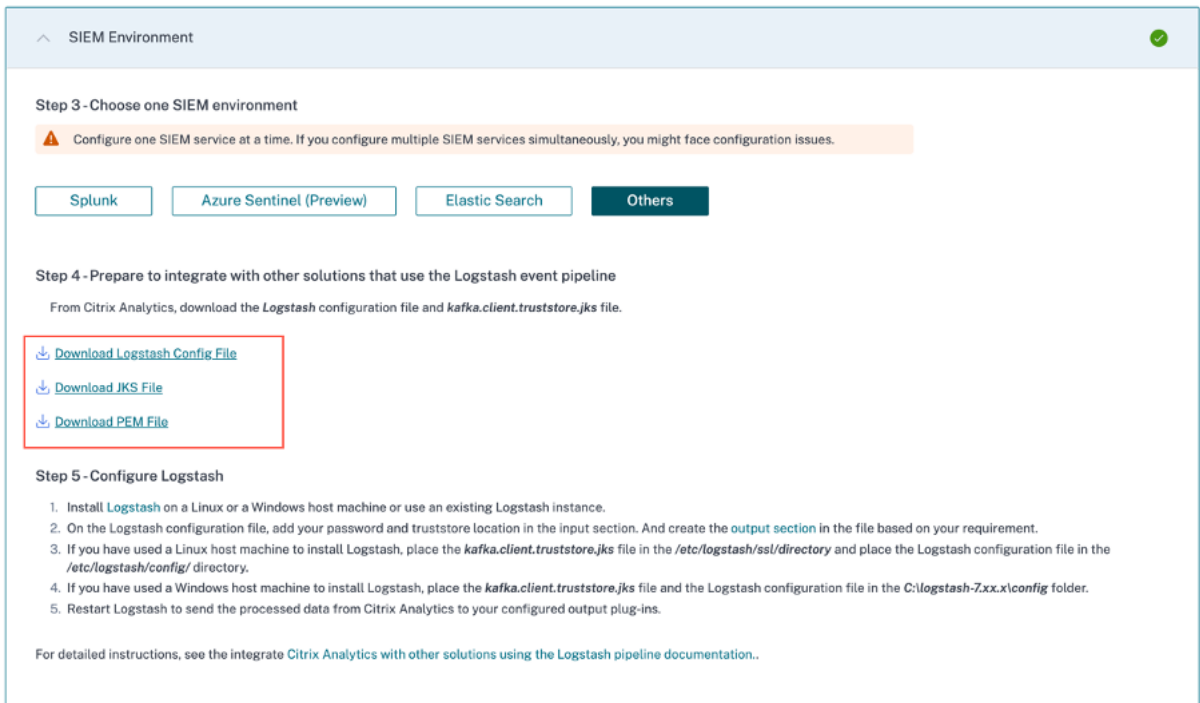 SIEM Environment
Step 3 - Choose one SIEM environment
Configure one SIEM service at a time. If you configure multiple SIEM services simultaneously, you might face configuration issues.
Splunk
Azure Sentinel (Preview)
Elastic Search
Others
Step 4 - Prepare to integrate with other solutions that use the Logstash event pipeline
From Citrix Analytics, download the Logstash configuration file and kafka.client.truststore.jks file.
Download Logstash Config File
Download JKS File
Download PEM File
Step 5 - Configure Logstash
1. Install Logstash on a Linux or a Windows host machine or use an existing Logstash instance.
2. On the Logstash configuration file, add your password and truststore location in the input section. And create the output section in the file based on your requirement.
3. If you have used a Linux host machine to install Logstash, place the kafka.client.truststore.jks file in the /etc/logstash/ssl/directory and place the Logstash configuration file in the
/etc/logstash/config/ directory.
4. If you have used a Windows host machine to install Logstash, place the kafka.client.truststore.jks file and the Logstash configuration file in the C:\logstash-7.xx.x\config folder.
5. Restart Logstash to send the processed data from Citrix Analytics to your configured output plug-ins.
For detailed instructions, see the integrate Citrix Analytics with other solutions using the Logstash pipeline documentation..